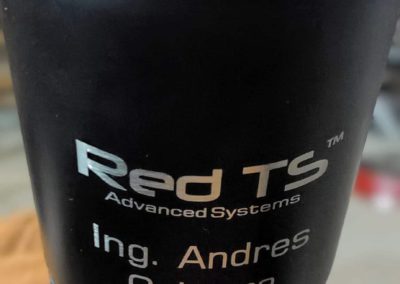 Red TS™
Advanced Systems
Ing. Andres